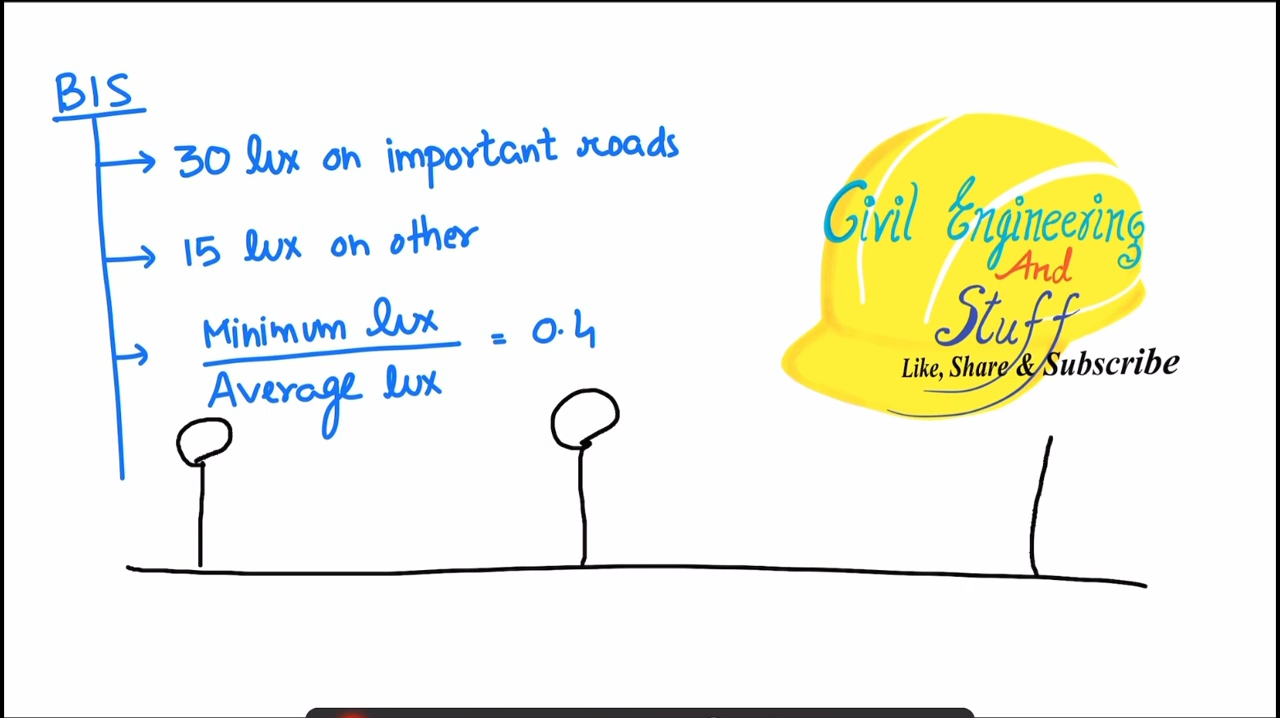 BIS
→ 30 lux on important roads
→ 15 lux on other
→ Minimum lux
Average lux
= 0.4
Civil Engineering
And
Stuff
Like, Share & Subscribe